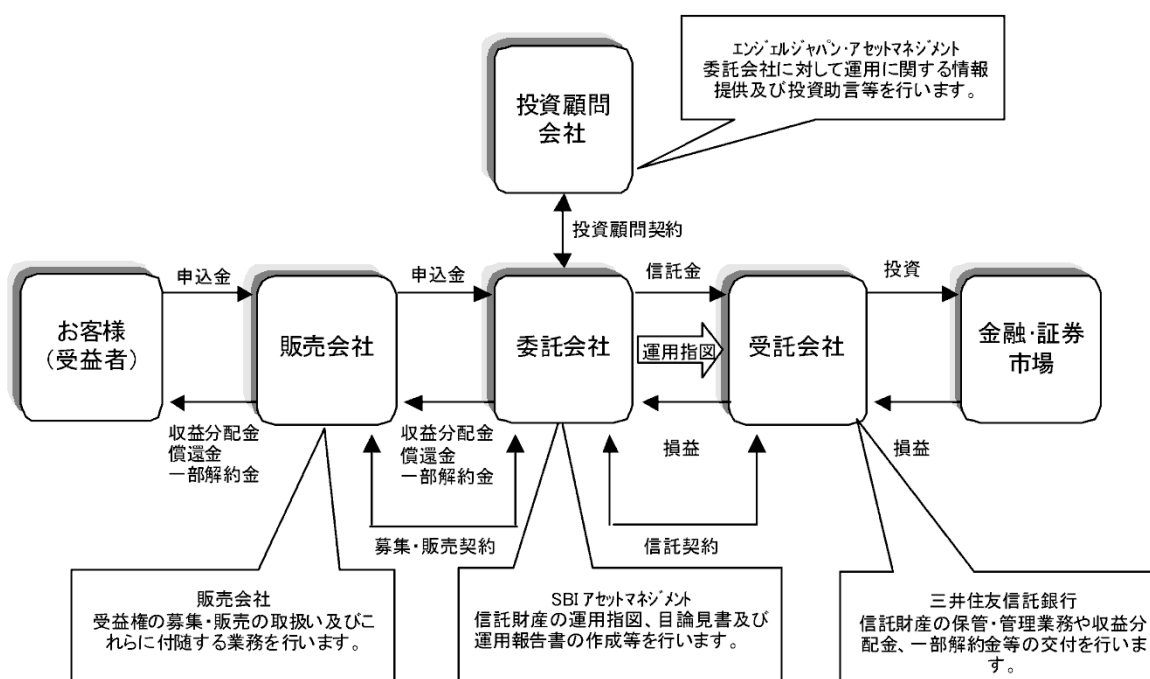 エンジェルジャパン・アセットマネジメント
委託会社に対して運用に関する情報
提供及び投資助言等を行います。
投資顧問
会社
投資顧問契約
申込金
申込金
信託金
投資
お客様
（受益者）
販売会社
委託会社
運用指図
受託会社
金融・証券
市場
収益分配金
償還金
一部解約金
収益分配金
償還金
一部解約金
損益
損益
募集・販売契約
信託契約
販売会社
受益権の募集・販売の取扱い及びこ
れらに付随する業務を行います。
SBIアセットマネジメント
信託財産の運用指図、目論見書及び
運用報告書の作成等を行います。
三井住友信託銀行
信託財産の保管・管理業務や収益分
配金、一部解約金等の交付を行いま
す。